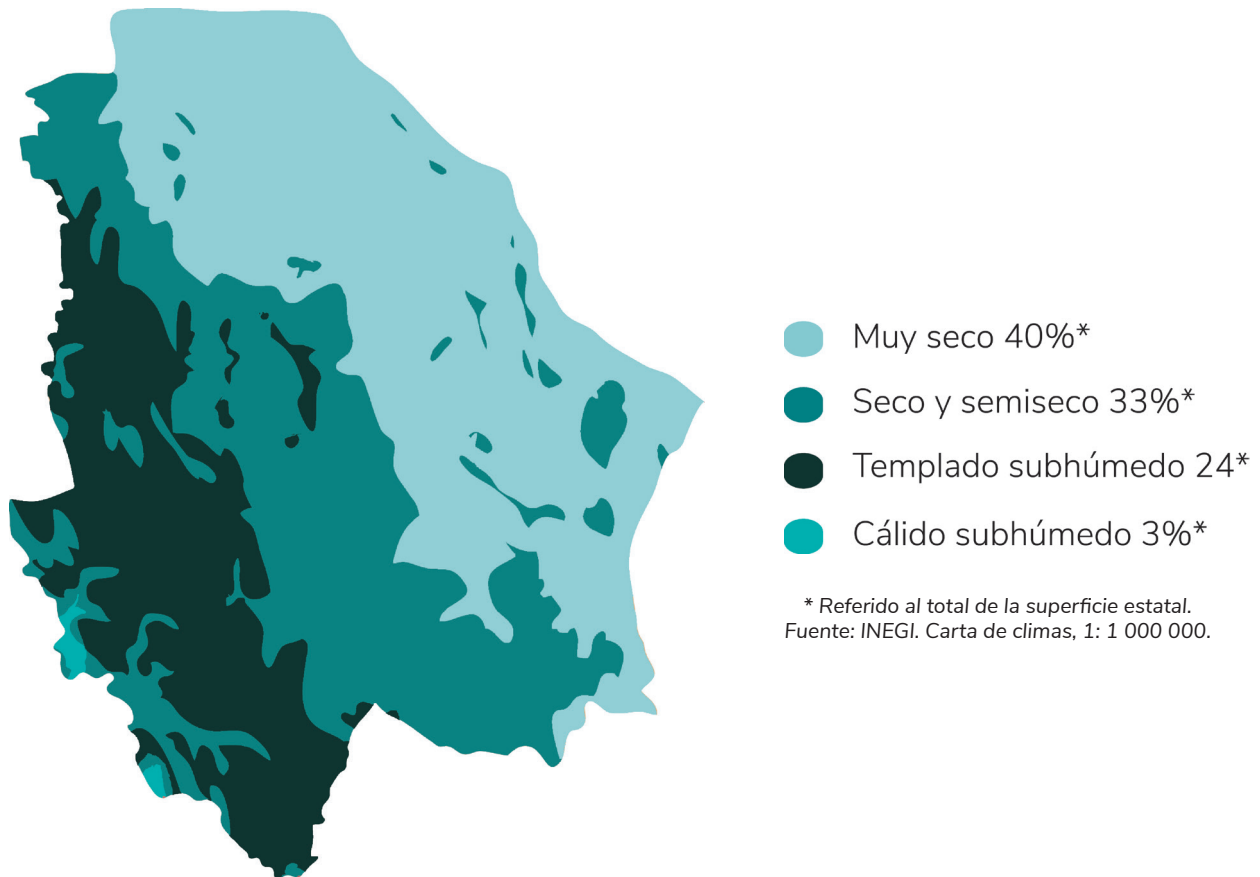 Muy seco 40%*
Seco y semiseco 33%*
Templado subhúmedo 24*
Cálido subhúmedo 3%*
* Referido al total de la superficie estatal.
Fuente: INEGI. Carta de climas, 1: 1 000 000.